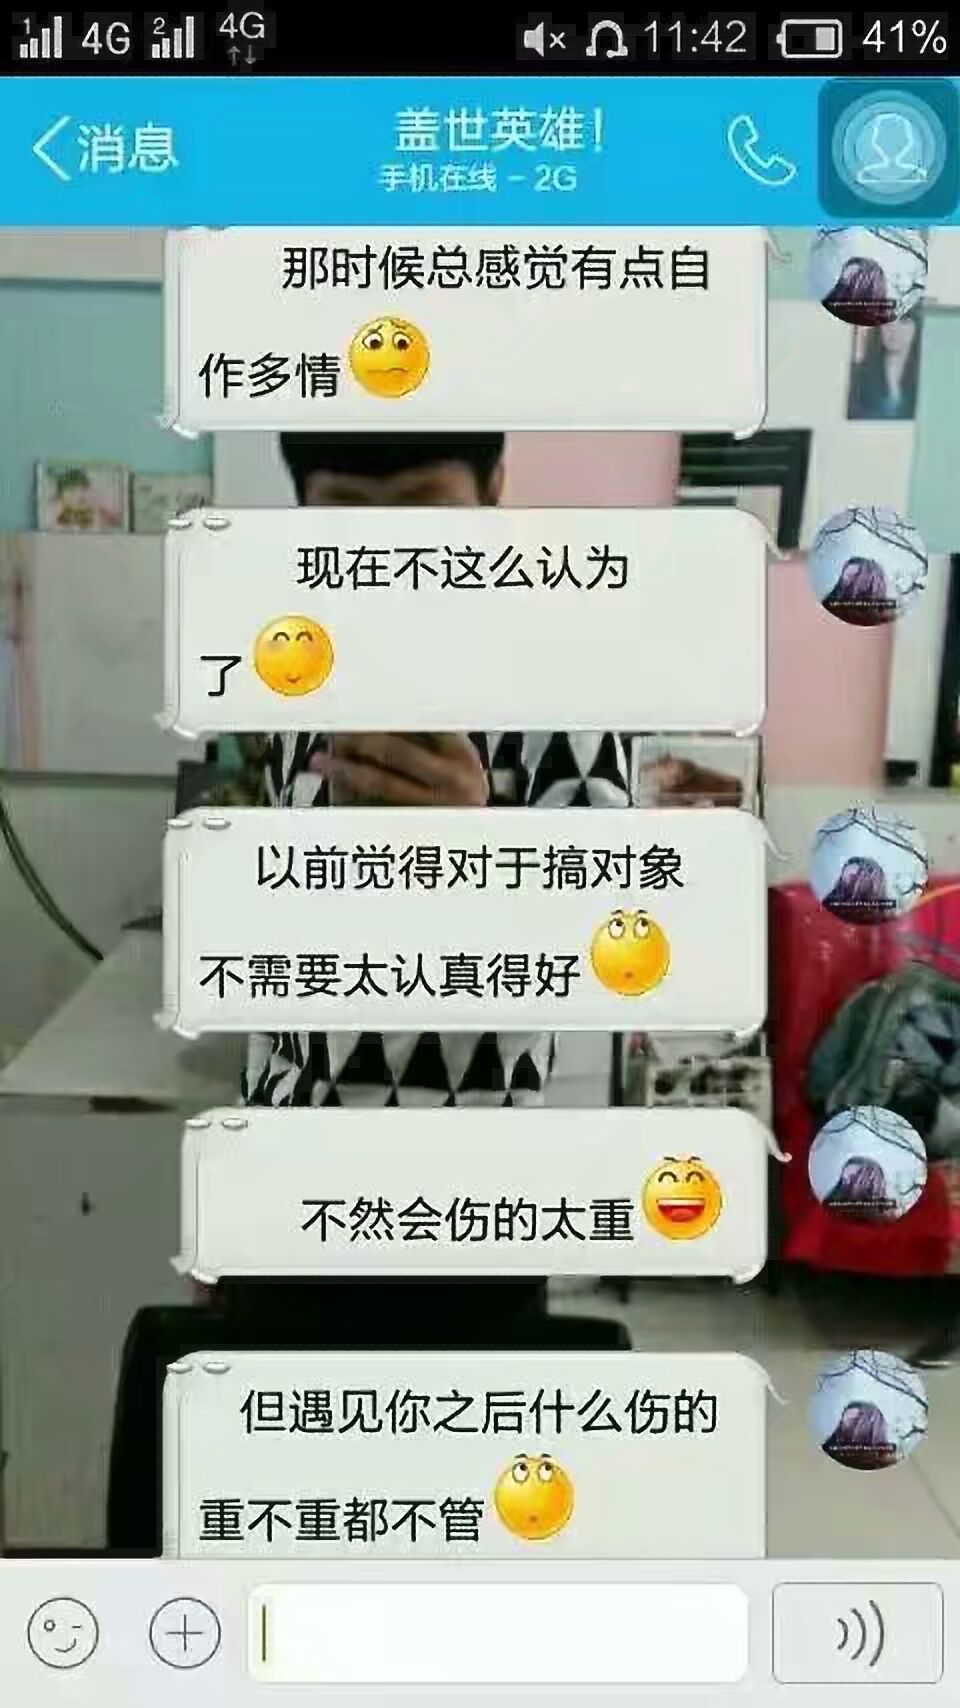 1 4G 2 4G 11:42 41%
消息
盖世英雄!
手机在线 - 2G
那时候总感觉有点自
作多情
现在不这么认为
了
以前觉得对于搞对象
不需要太认真得好
不然会伤的太重
但遇见你之后什么伤的
重不重都不管